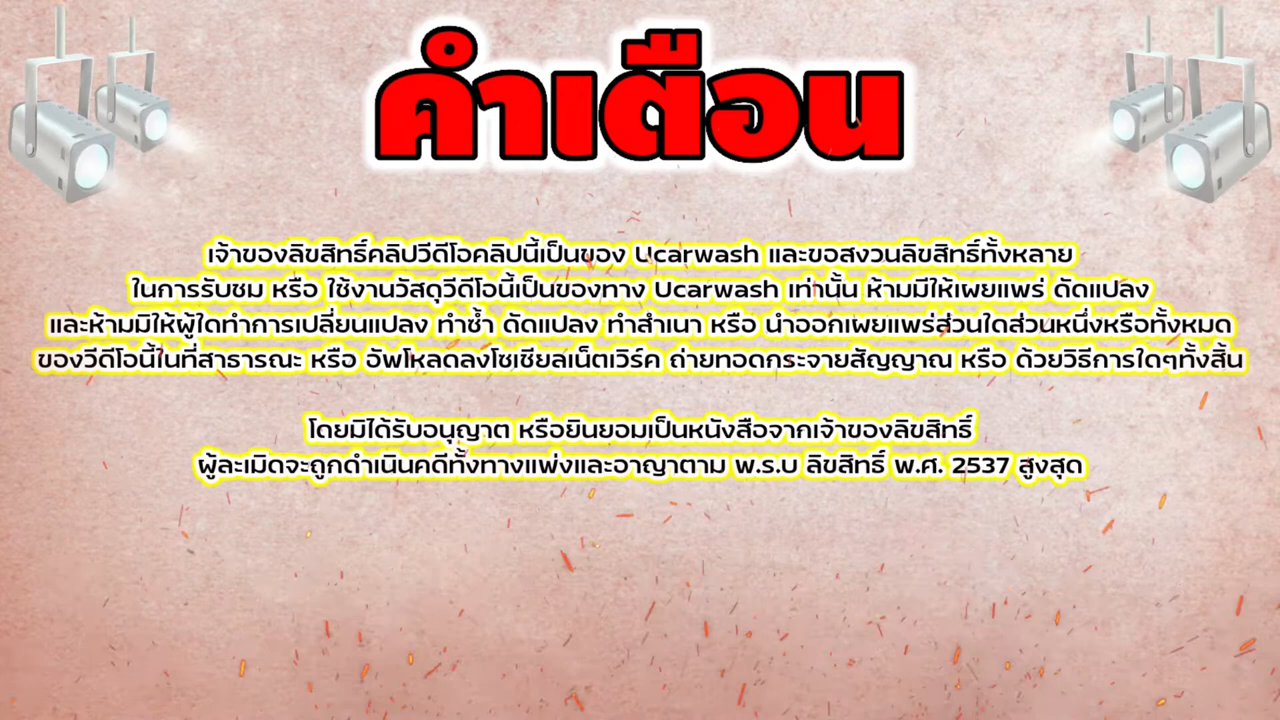 คำเตือน
เจ้าของลิขสิทธิ์คลิปวีดีโอคลิปนี้เป็นของ Ucarwash และขอสงวนลิขสิทธิ์ทั้งหลาย
ในการรับชม หรือ ใช้งานวัสดุวีดีโอนี้เป็นของทาง Ucarwash เท่านั้น ห้ามมีให้เผยแพร่ ดัดแปลง
และห้ามมิให้ผู้ใดทำการเปลี่ยนแปลง ทำซ้ำ ดัดแปลง ทำสำเนา หรือ นำออกเผยแพร่ส่วนใดส่วนหนึ่งหรือทั้งหมด
ของวีดีโอนี้ในที่สาธารณะ หรือ อัพโหลดลงโซเชียลเน็ตเวิร์ค ถ่ายทอดกระจายสัญญาณ หรือ ด้วยวิธีการใดๆทั้งสิ้น
โดยมิได้รับอนุญาต หรือยินยอมเป็นหนังสือจากเจ้าของลิขสิทธิ์
ผู้ละเมิดจะถูกดำเนินคดีทั้งทางแพ่งและอาญาตาม พ.ร.บ ลิขสิทธิ์ พ.ศ. 2537 สูงสุด